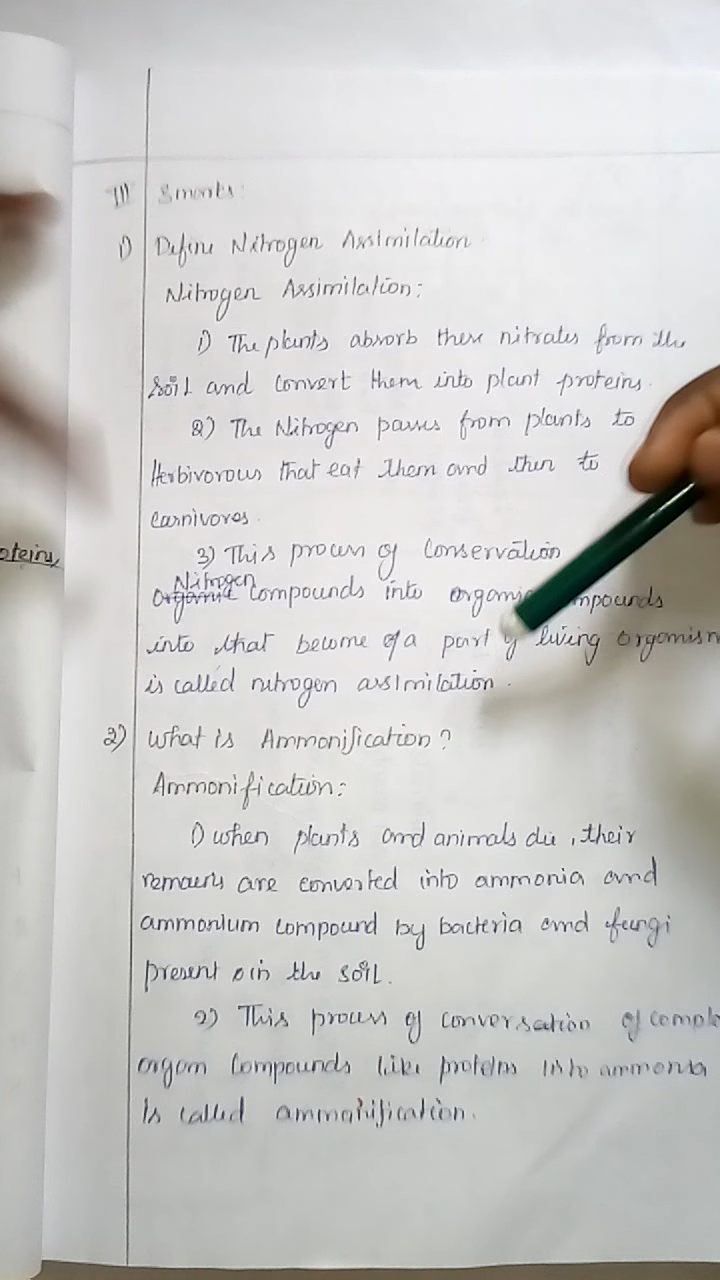 III 3 marks:
1) Define Nitrogen Assimilation.
Nitrogen Assimilation:
1) The plants absorb these nitrates from the
soil and convert them into plant proteins.
2) The Nitrogen passes from plants to
Herbivorous that eat them and then to
carnivores.
oteins
3) This process of Conservation
Nitrogen
organic compounds into organic mpounds
into that become of a part of living organism
is called nitrogen assimilation.
2) What is Ammonification?
Ammonification:
1) when plants and animals die, their
remains are converted into ammonia and
ammonium compound by bacteria and fungi
present in the soil.
2) This process of conversation of comple
organ compounds like proteins into ammonia
is called ammonification.